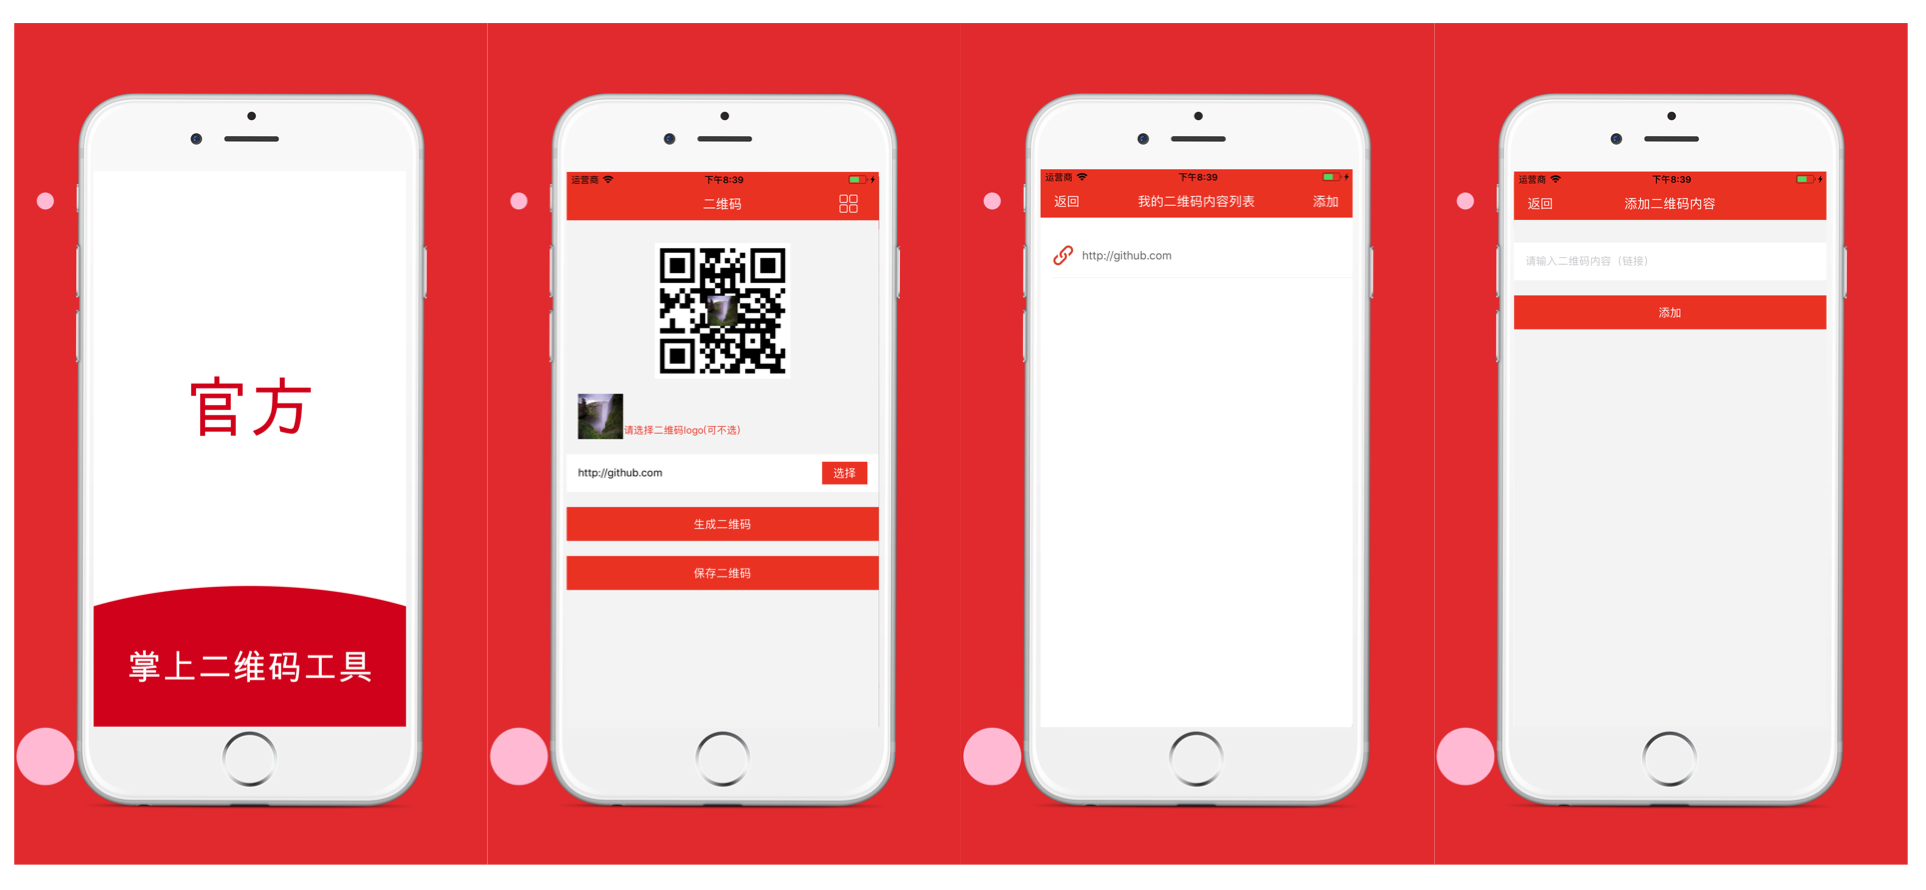 官方
掌上二维码工具
运营商
下午8:39
二维码
请选择二维码logo(可不选)
http://github.com
选择
生成二维码
保存二维码
运营商
下午8:39
返回
我的二维码内容列表
添加
http://github.com
运营商
下午8:39
返回
添加二维码内容
请输入二维码内容（链接）
添加